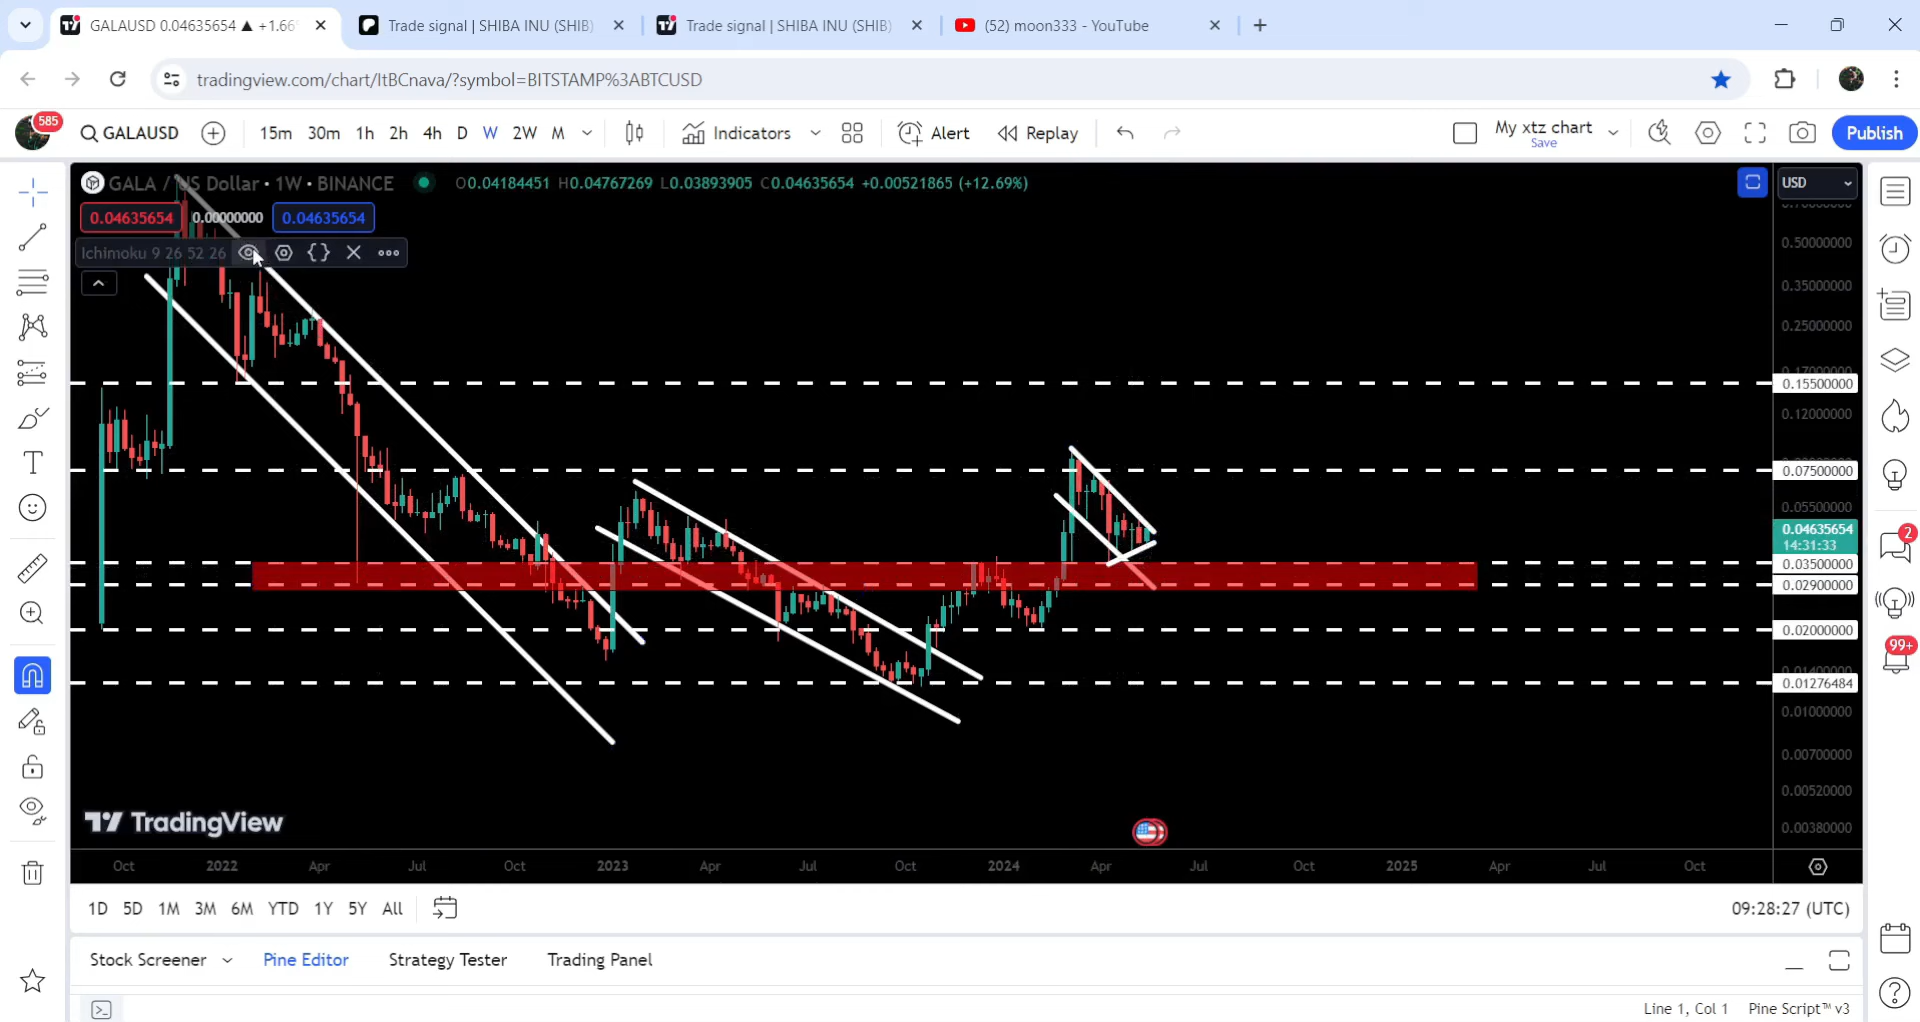 GALAUSD 0.04635654 ▲ +1.66
Trade signal | SHIBA INU (SHIB)
Trade signal | SHIBA INU (SHIB)
(52) moon333 - YouTube
tradingview.com/chart/ItBCnava/?symbol=BITSTAMP%3ABTCUSD
585
GALAUSD
15m 30m 1h 2h 4h D W 2W M
Indicators
Alert
Replay
My xtz chart
Save
Publish
GALA / US Dollar • 1W • BINANCE
O0.04184451 H0.04767269 L0.03893905 C0.04635654 +0.00521865 (+12.69%)
USD
0.04635654 0.00000000 0.04635654
Ichimoku 9 26 52 26
0.50000000
0.35000000
0.25000000
0.17000000
0.15500000
0.12000000
0.07500000
0.05500000
0.04635654
14:31:33
0.03500000
0.02900000
0.02000000
0.01400000
0.01276484
0.01000000
0.00700000
0.00520000
0.00380000
2
99+
TradingView
Oct 2022 Apr Jul Oct 2023 Apr Jul Oct 2024 Apr Jul Oct 2025 Apr Jul Oct
1D 5D 1M 3M 6M YTD 1Y 5Y All
09:28:27 (UTC)
Stock Screener Pine Editor Strategy Tester Trading Panel
Line 1, Col 1 Pine Script™ v3